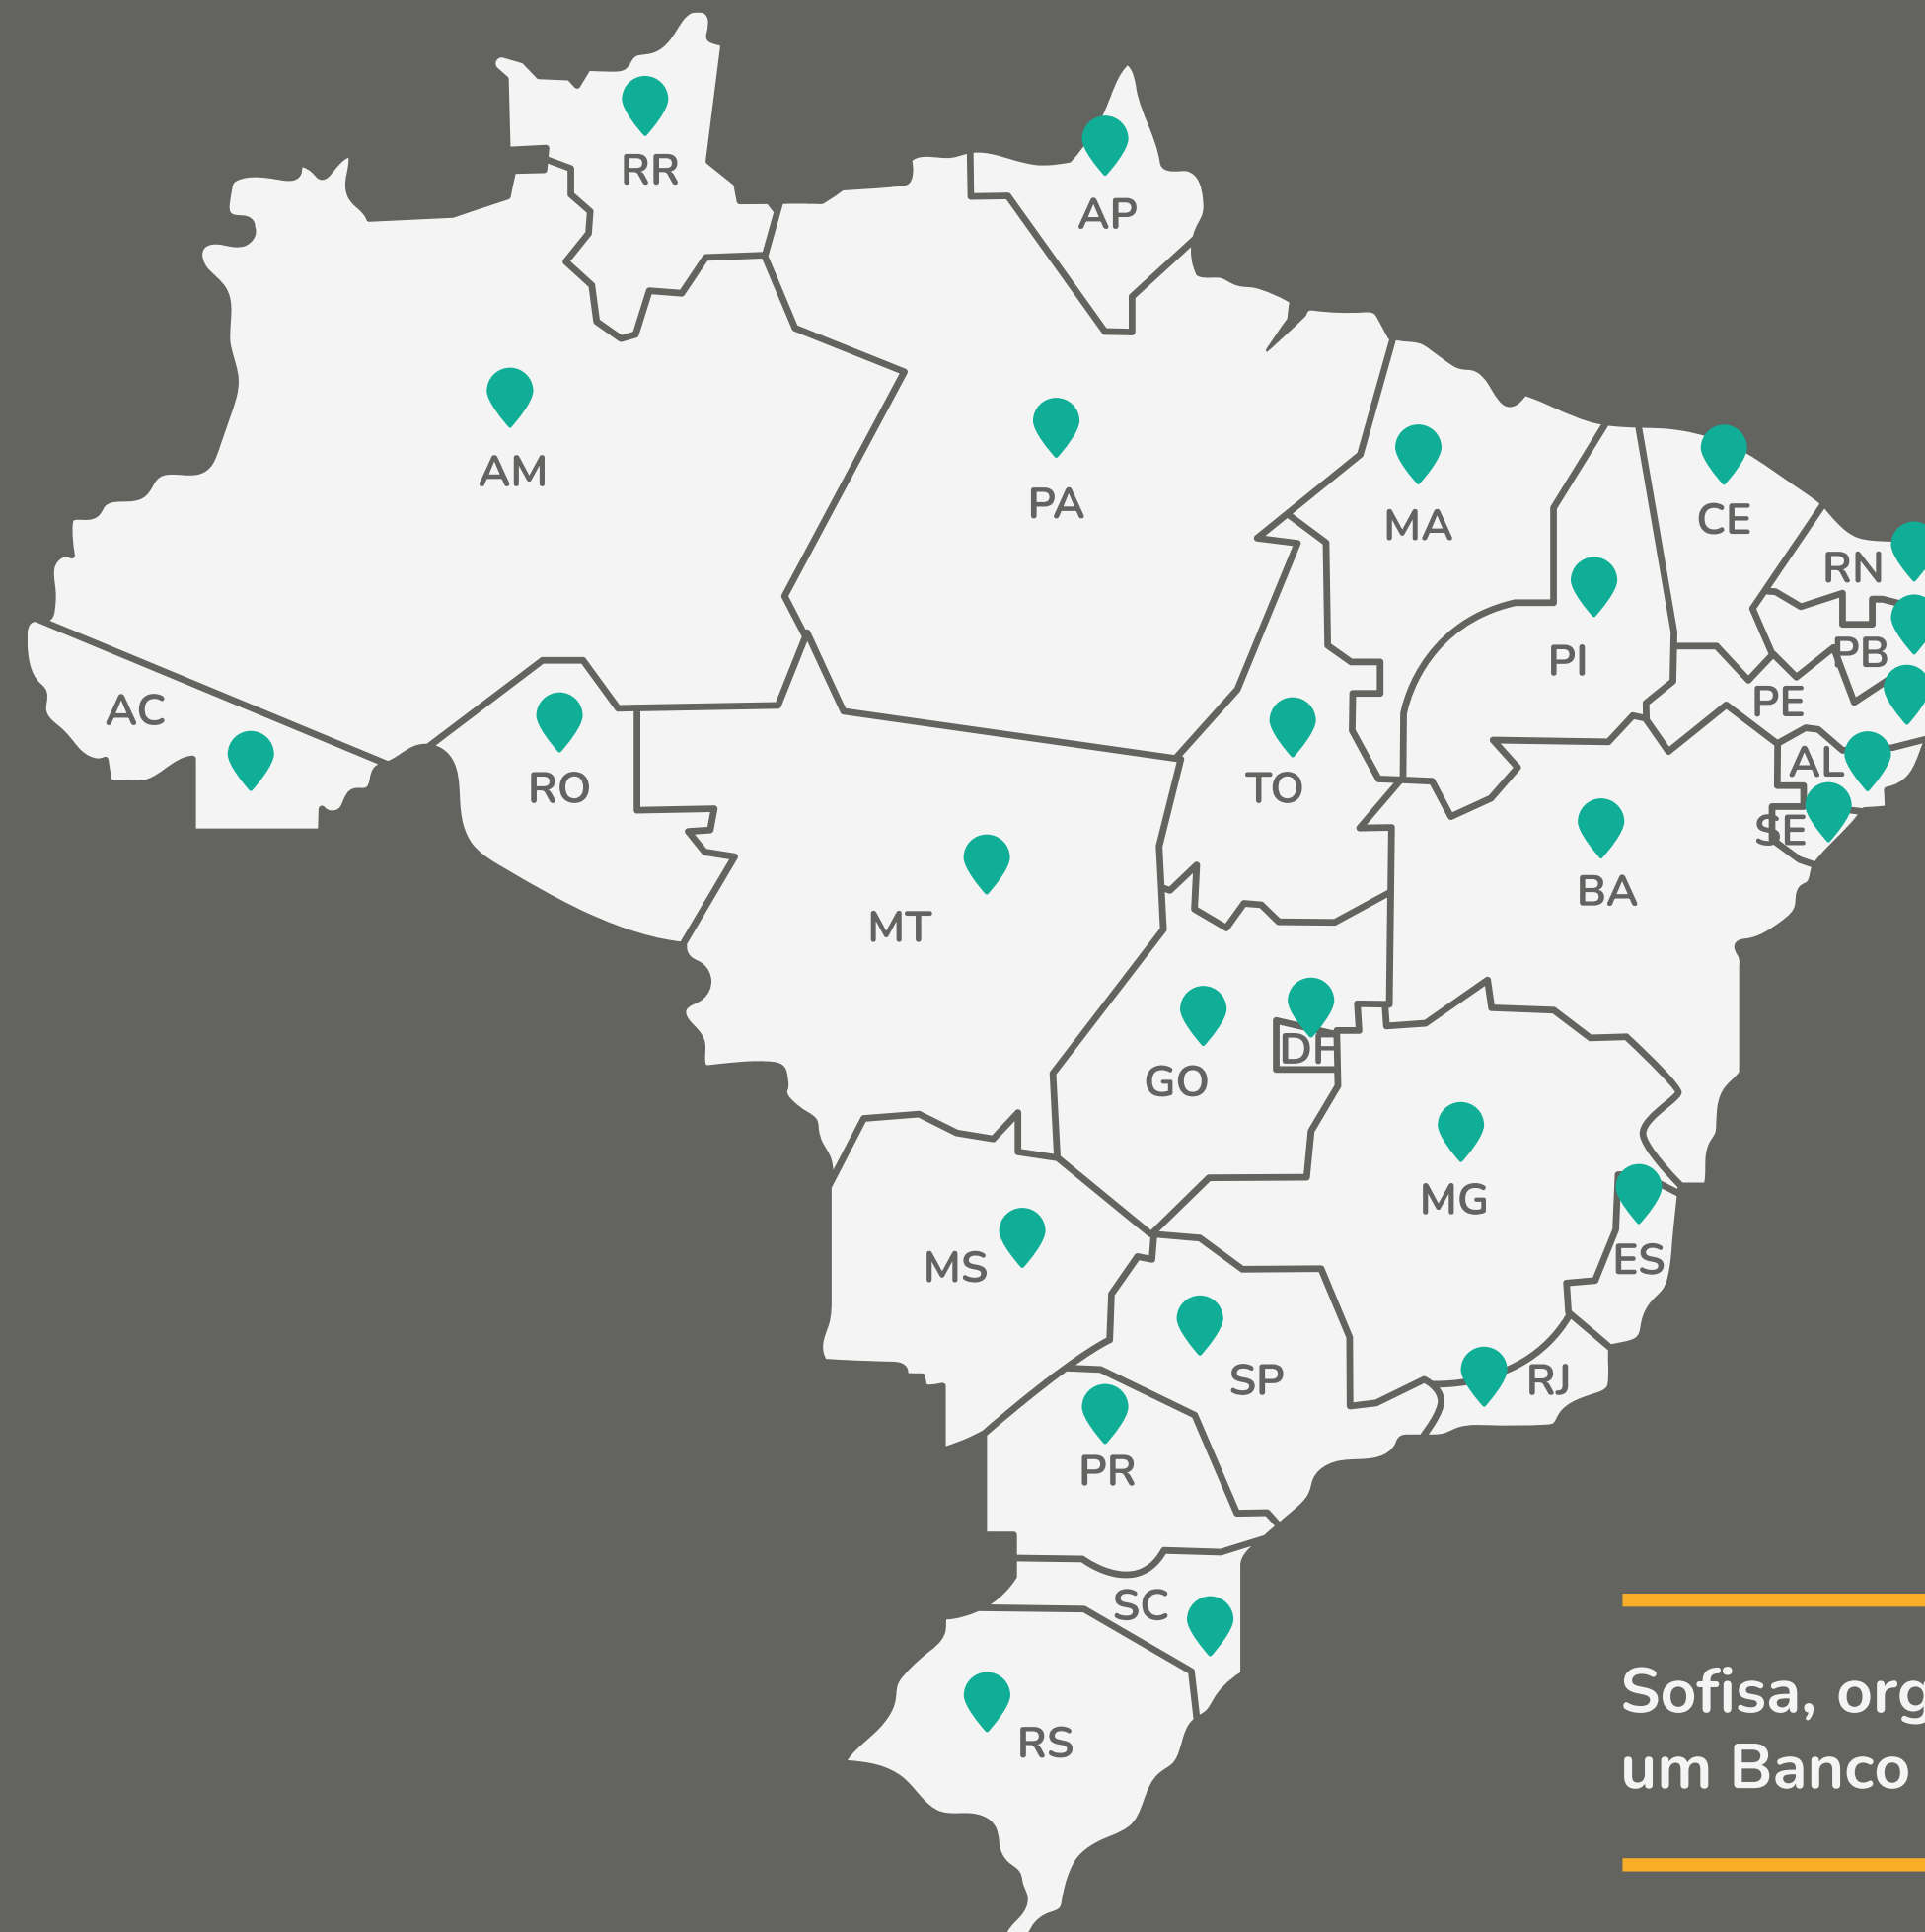 RR
AP
AM
PA
MA
CE
RN
PB
PI
PE
AC
AL
RO
TO
SE
BA
MT
DF
GO
MG
ES
MS
SP
RJ
PR
SC
RS
Sofisa, org
um Banco